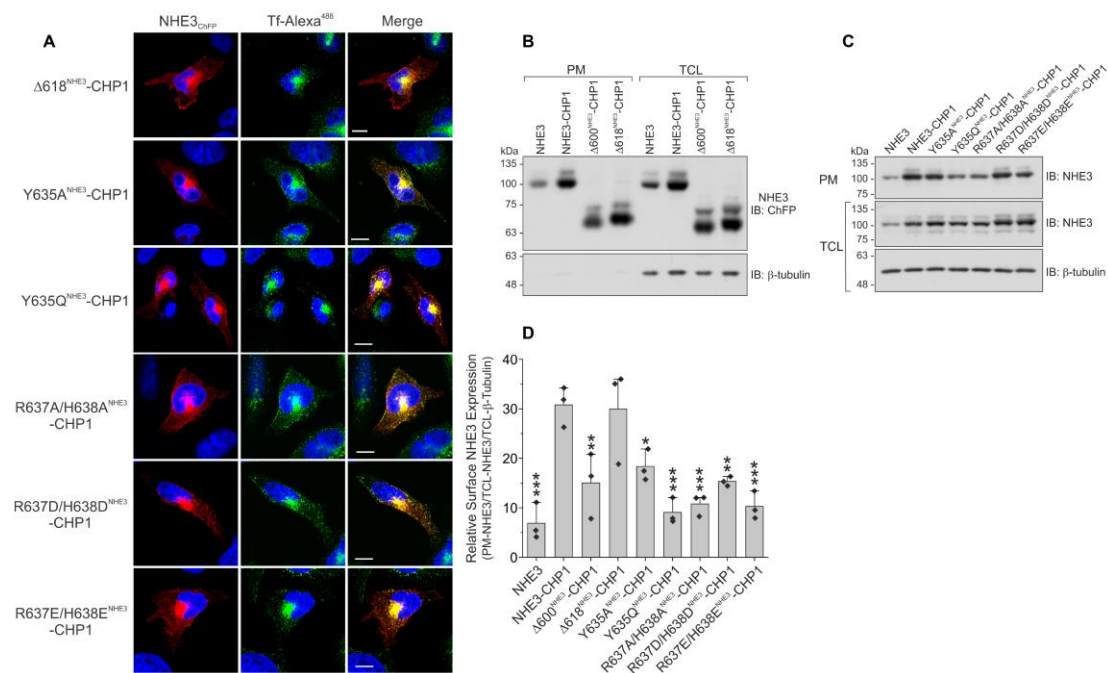 A
NHE3ChFP
Tf-Alexa488
Merge
Δ618NHE3-CHP1
Y635ANHE3-CHP1
Y635QNHE3-CHP1
R637A/H638ANHE3
-CHP1
R637D/H638DNHE3
-CHP1
R637E/H638ENHE3
-CHP1
B
PM
TCL
NHE3
NHE3-CHP1
Δ600NHE3-CHP1
Δ618NHE3-CHP1
NHE3
NHE3-CHP1
Δ600NHE3-CHP1
Δ618NHE3-CHP1
kDa
135
100
75
63
NHE3
IB: ChFP
63
48
IB: β-tubulin
C
NHE3
NHE3-CHP1
Y635ANHE3-CHP1
Y635QNHE3-CHP1
R637A/H638ANHE3-CHP1
R637D/H638DNHE3-CHP1
R637E/H638ENHE3-CHP1
kDa
PM
135
100
75
IB: NHE3
TCL
135
100
75
IB: NHE3
63
48
IB: β-tubulin
D
Relative Surface NHE3 Expression
(PM-NHE3/TCL-NHE3/TCL-β-Tubulin)
40
30
20
10
0
***
**
*
***
***
**
***
NHE3
NHE3-CHP1
Δ600NHE3-CHP1
Δ618NHE3-CHP1
Y635ANHE3-CHP1
Y635QNHE3-CHP1
R637A/H638ANHE3-CHP1
R637D/H638DNHE3-CHP1
R637E/H638ENHE3-CHP1